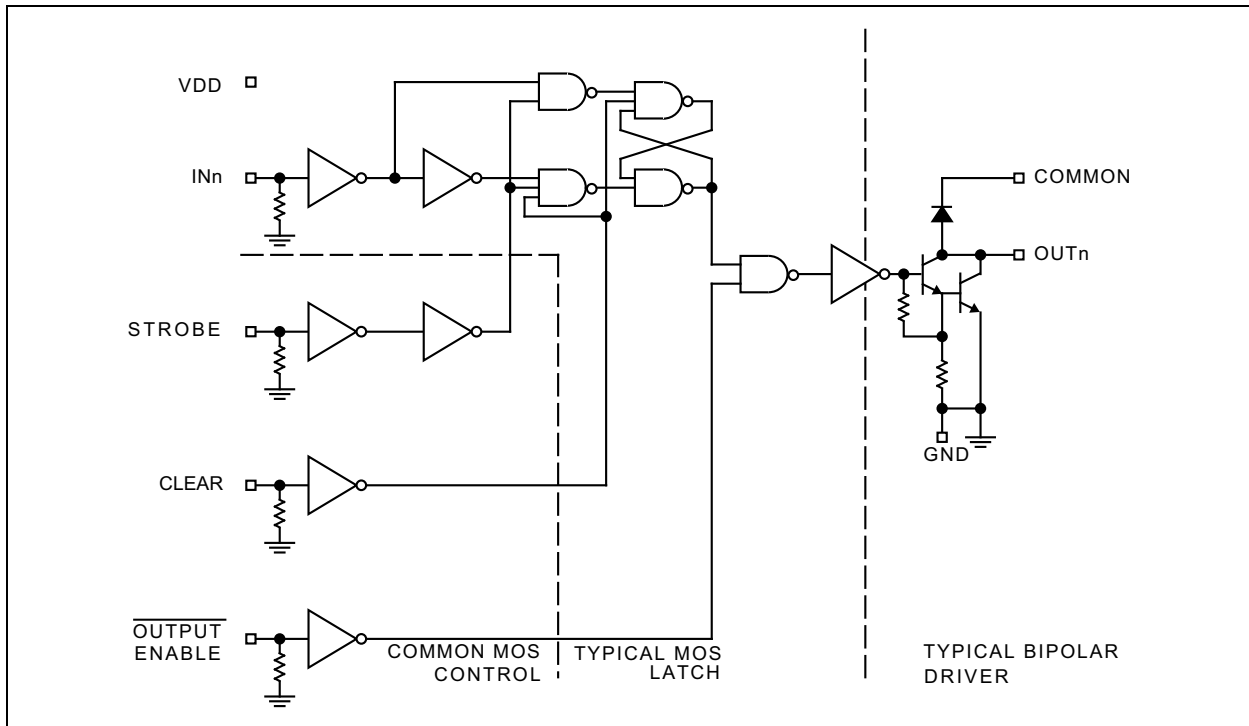 VDD
INn
COMMON
OUTn
STROBE
GND
CLEAR
OUTPUT
ENABLE
COMMON MOS
CONTROL
TYPICAL MOS
LATCH
TYPICAL BIPOLAR
DRIVER